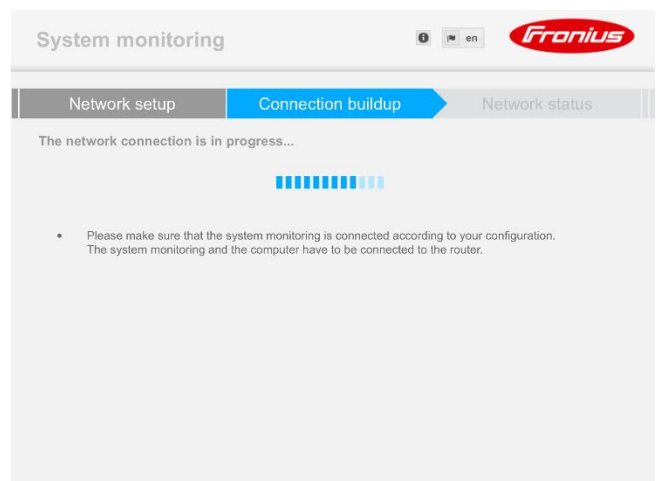 System monitoring
en
Fronius
Network setup
Connection buildup
Network status
The network connection is in progress...
• Please make sure that the system monitoring is connected according to your configuration.
The system monitoring and the computer have to be connected to the router.